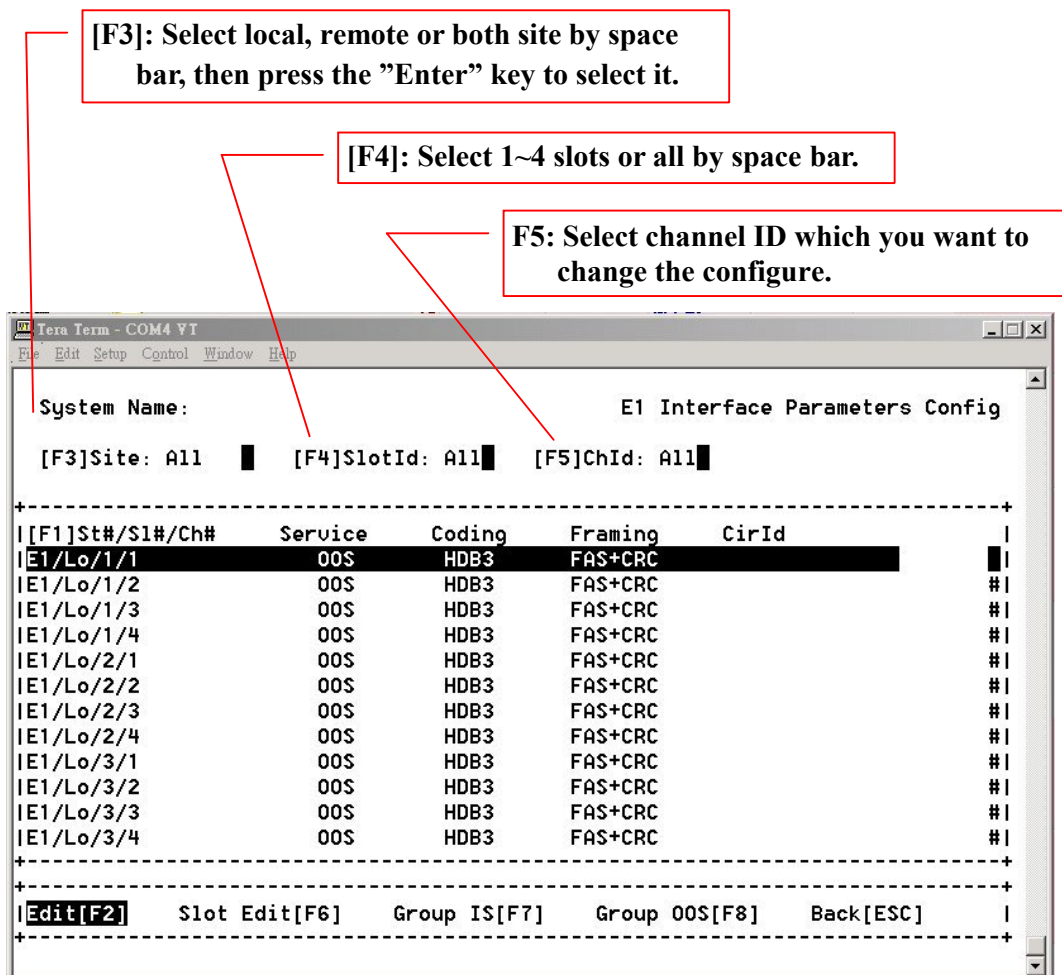 [F3]: Select local, remote or both site by space
bar, then press the ”Enter” key to select it.
[F4]: Select 1~4 slots or all by space bar.
F5: Select channel ID which you want to
change the configure.
Tera Term - COM4 VT
File Edit Setup Control Window Help
System Name: E1 Interface Parameters Config
[F3]Site: All [F4]SlotId: All [F5]ChId: All
[F1]St#/Sl#/Ch# Service Coding Framing CirId
E1/Lo/1/1 OOS HDB3 FAS+CRC
E1/Lo/1/2 OOS HDB3 FAS+CRC #
E1/Lo/1/3 OOS HDB3 FAS+CRC #
E1/Lo/1/4 OOS HDB3 FAS+CRC #
E1/Lo/2/1 OOS HDB3 FAS+CRC #
E1/Lo/2/2 OOS HDB3 FAS+CRC #
E1/Lo/2/3 OOS HDB3 FAS+CRC #
E1/Lo/2/4 OOS HDB3 FAS+CRC #
E1/Lo/3/1 OOS HDB3 FAS+CRC #
E1/Lo/3/2 OOS HDB3 FAS+CRC #
E1/Lo/3/3 OOS HDB3 FAS+CRC #
E1/Lo/3/4 OOS HDB3 FAS+CRC #
Edit[F2] Slot Edit[F6] Group IS[F7] Group OOS[F8] Back[ESC]